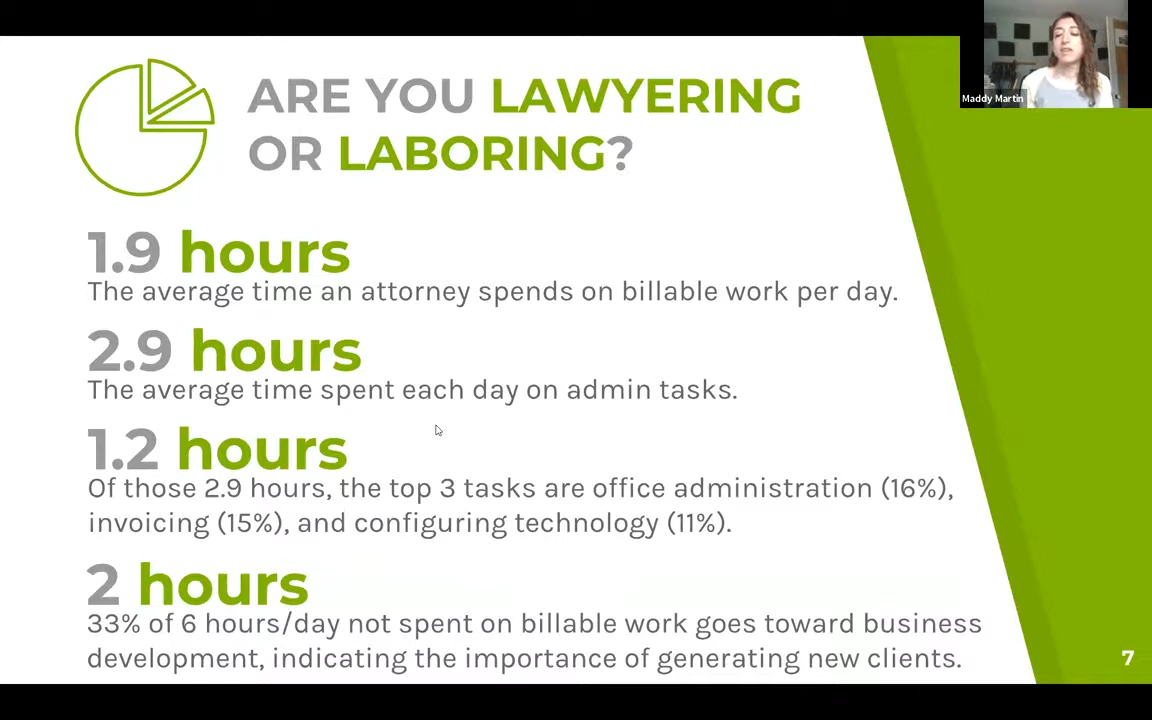 Maddy Martin
ARE YOU LAWYERING
OR LABORING?
1.9 hours
The average time an attorney spends on billable work per day.
2.9 hours
The average time spent each day on admin tasks.
1.2 hours
Of those 2.9 hours, the top 3 tasks are office administration (16%),
invoicing (15%), and configuring technology (11%).
2 hours
33% of 6 hours/day not spent on billable work goes toward business
development, indicating the importance of generating new clients.
7